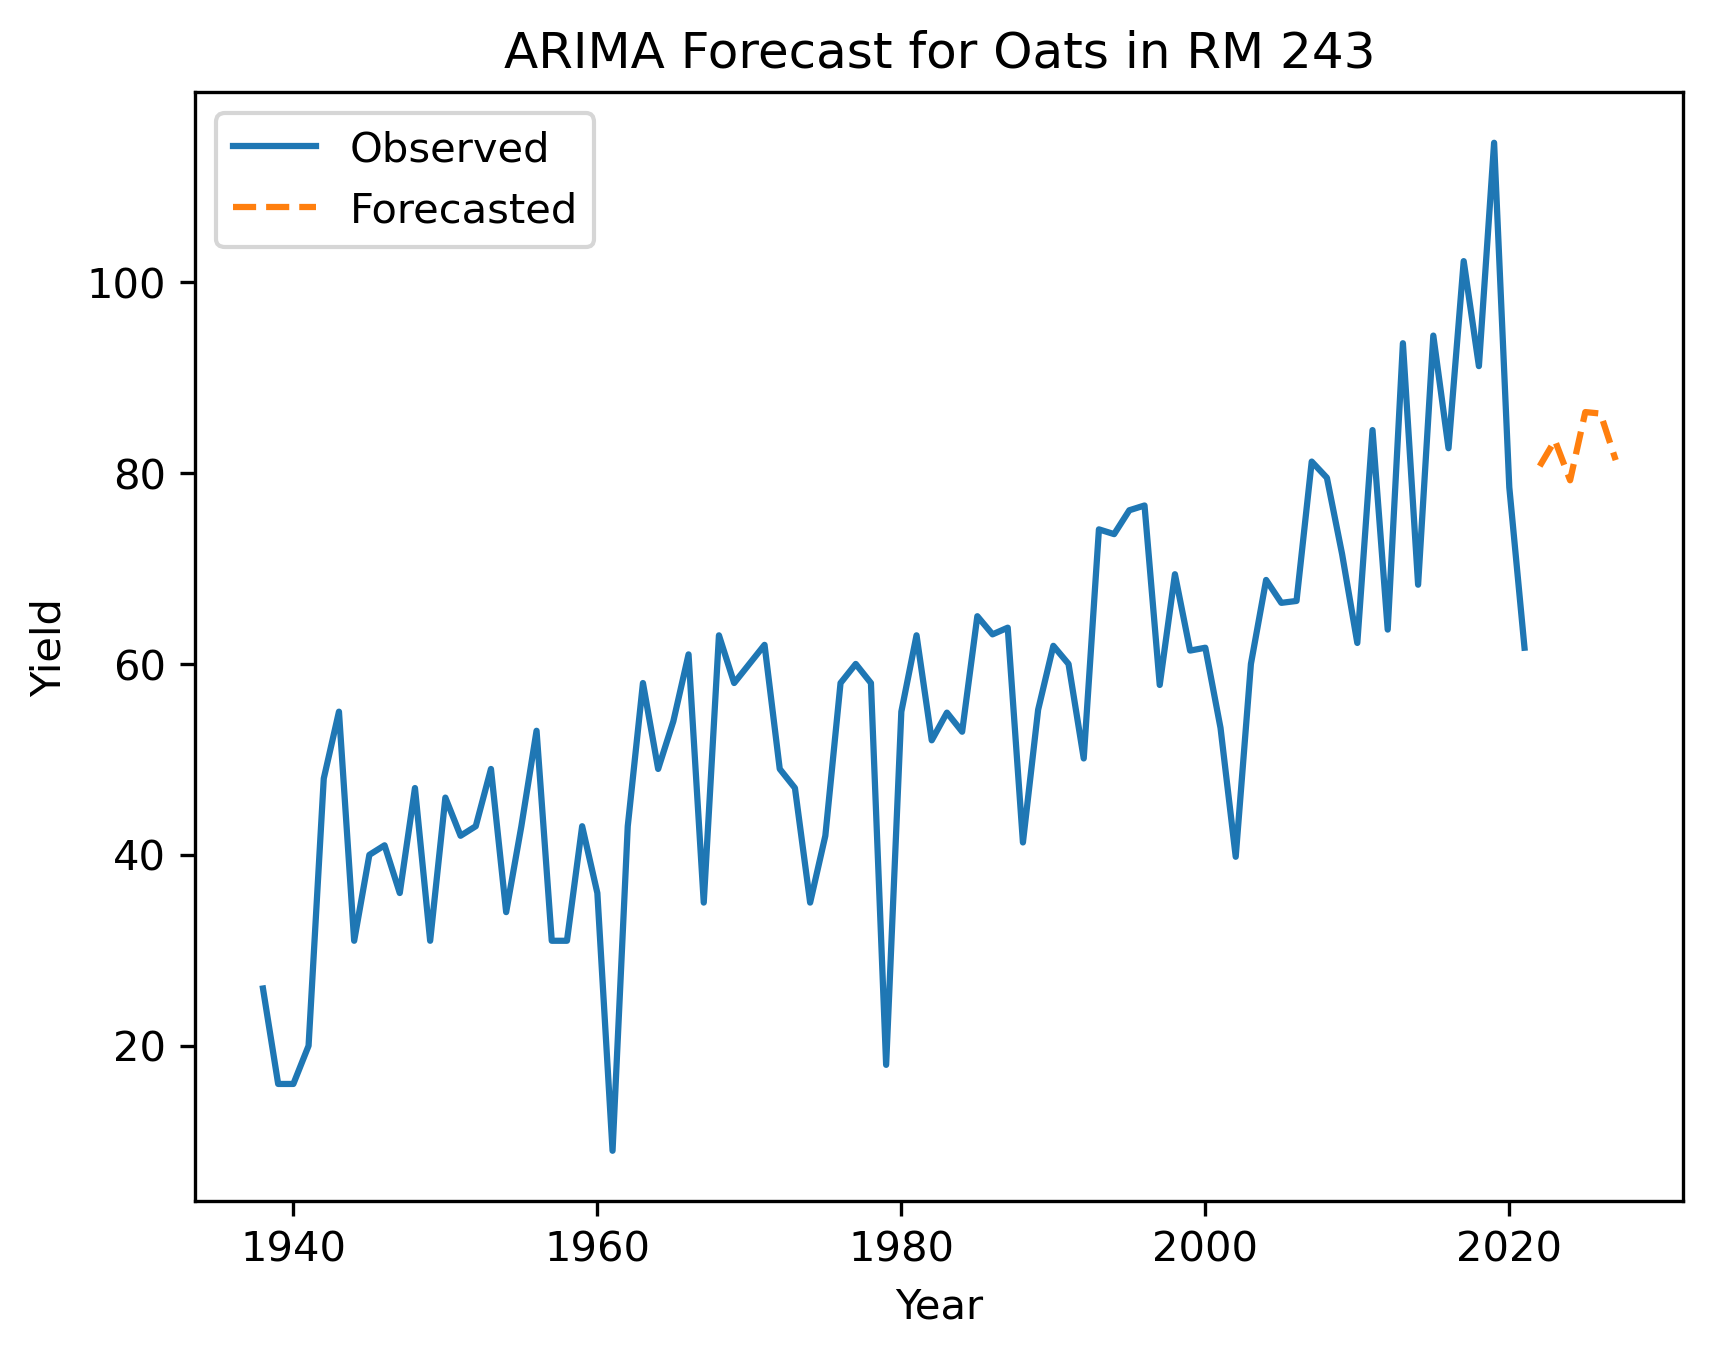 ARIMA Forecast for Oats in RM 243
Observed
Forecasted
100
80
60
40
20
Yield
1940 1960 1980 2000 2020
Year